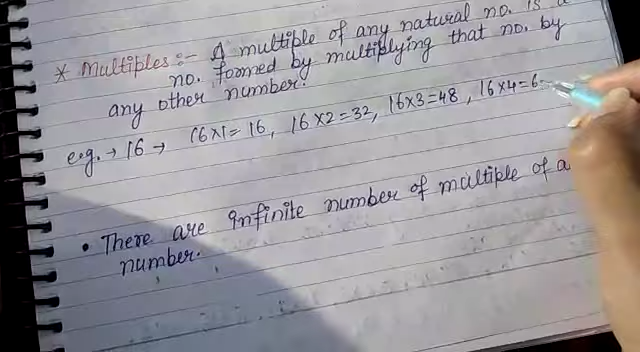 * Multiples :- A multiple of any natural no. is a
no. formed by multiplying that no. by
any other number.
e.g. → 16 → 16×1=16, 16×2=32, 16×3=48, 16×4=6
• There are infinite number of multiple of a
number.